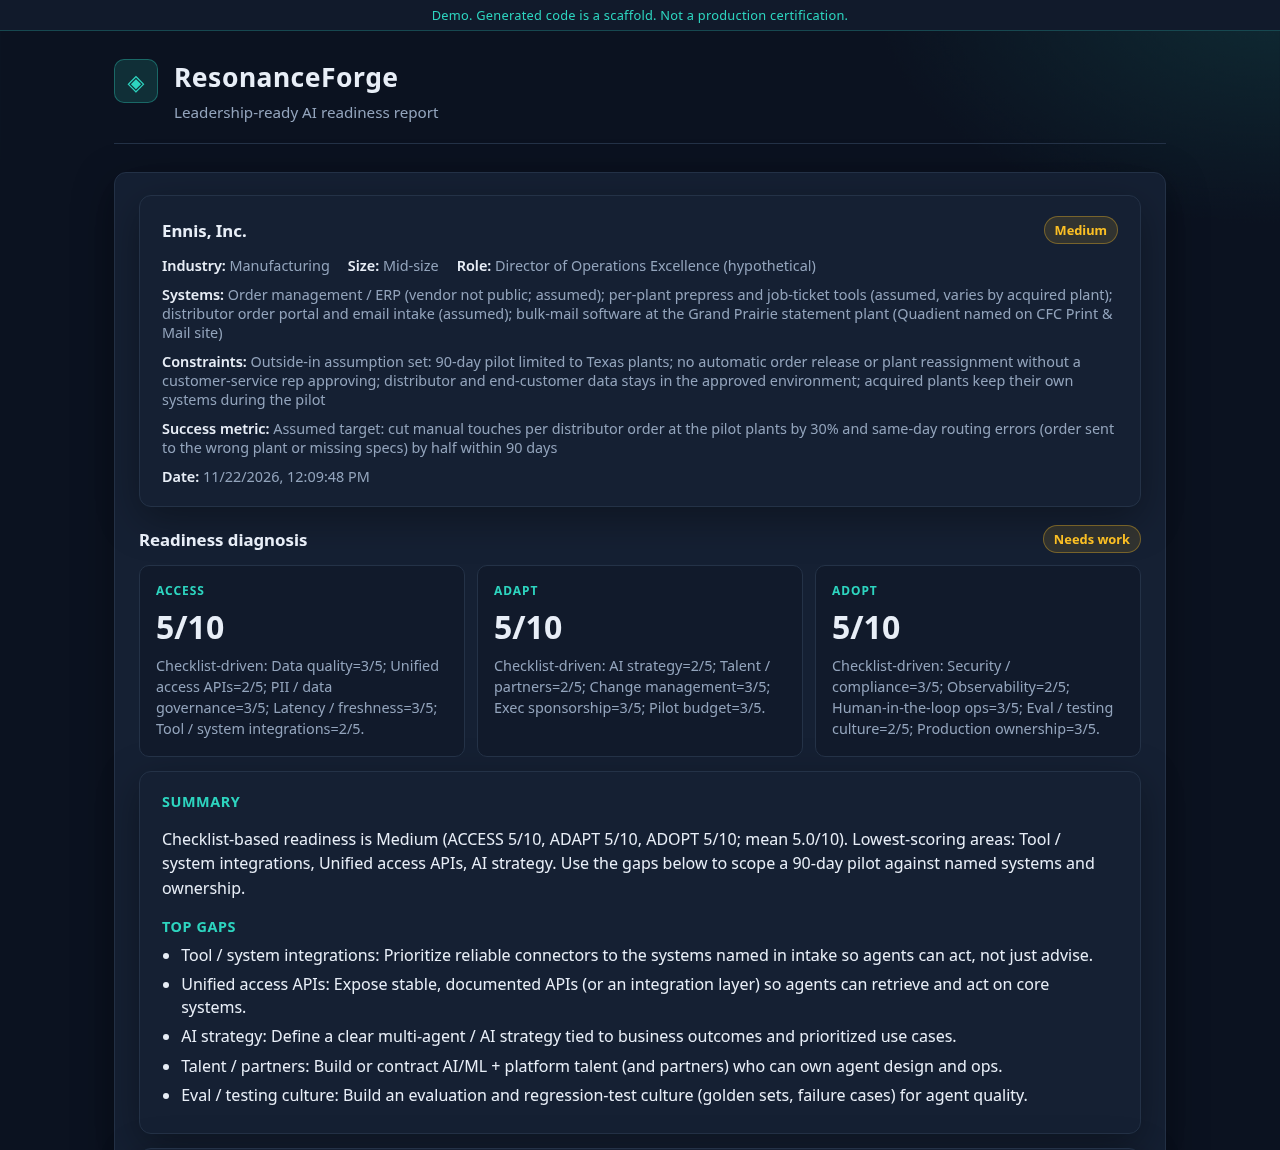 Demo. Generated code is a scaffold. Not a production certification.
ResonanceForge
Leadership-ready AI readiness report
Ennis, Inc.
Medium
Industry: Manufacturing Size: Mid-size Role: Director of Operations Excellence (hypothetical)
Systems: Order management / ERP (vendor not public; assumed); per-plant prepress and job-ticket tools (assumed, varies by acquired plant);
distributor order portal and email intake (assumed); bulk-mail software at the Grand Prairie statement plant (Quadient named on CFC Print &
Mail site)
Constraints: Outside-in assumption set: 90-day pilot limited to Texas plants; no automatic order release or plant reassignment without a
customer-service rep approving; distributor and end-customer data stays in the approved environment; acquired plants keep their own
systems during the pilot
Success metric: Assumed target: cut manual touches per distributor order at the pilot plants by 30% and same-day routing errors (order sent
to the wrong plant or missing specs) by half within 90 days
Date: 11/22/2026, 12:09:48 PM
Readiness diagnosis
Needs work
ACCESS
5/10
Checklist-driven: Data quality=3/5; Unified
access APIs=2/5; PII / data
governance=3/5; Latency / freshness=3/5;
Tool / system integrations=2/5.
ADAPT
5/10
Checklist-driven: AI strategy=2/5; Talent /
partners=2/5; Change management=3/5;
Exec sponsorship=3/5; Pilot budget=3/5.
ADOPT
5/10
Checklist-driven: Security /
compliance=3/5; Observability=2/5;
Human-in-the-loop ops=3/5; Eval / testing
culture=2/5; Production ownership=3/5.
SUMMARY
Checklist-based readiness is Medium (ACCESS 5/10, ADAPT 5/10, ADOPT 5/10; mean 5.0/10). Lowest-scoring areas: Tool /
system integrations, Unified access APIs, AI strategy. Use the gaps below to scope a 90-day pilot against named systems and
ownership.
TOP GAPS
• Tool / system integrations: Prioritize reliable connectors to the systems named in intake so agents can act, not just advise.
• Unified access APIs: Expose stable, documented APIs (or an integration layer) so agents can retrieve and act on core
systems.
• AI strategy: Define a clear multi-agent / AI strategy tied to business outcomes and prioritized use cases.
• Talent / partners: Build or contract AI/ML + platform talent (and partners) who can own agent design and ops.
• Eval / testing culture: Build an evaluation and regression-test culture (golden sets, failure cases) for agent quality.